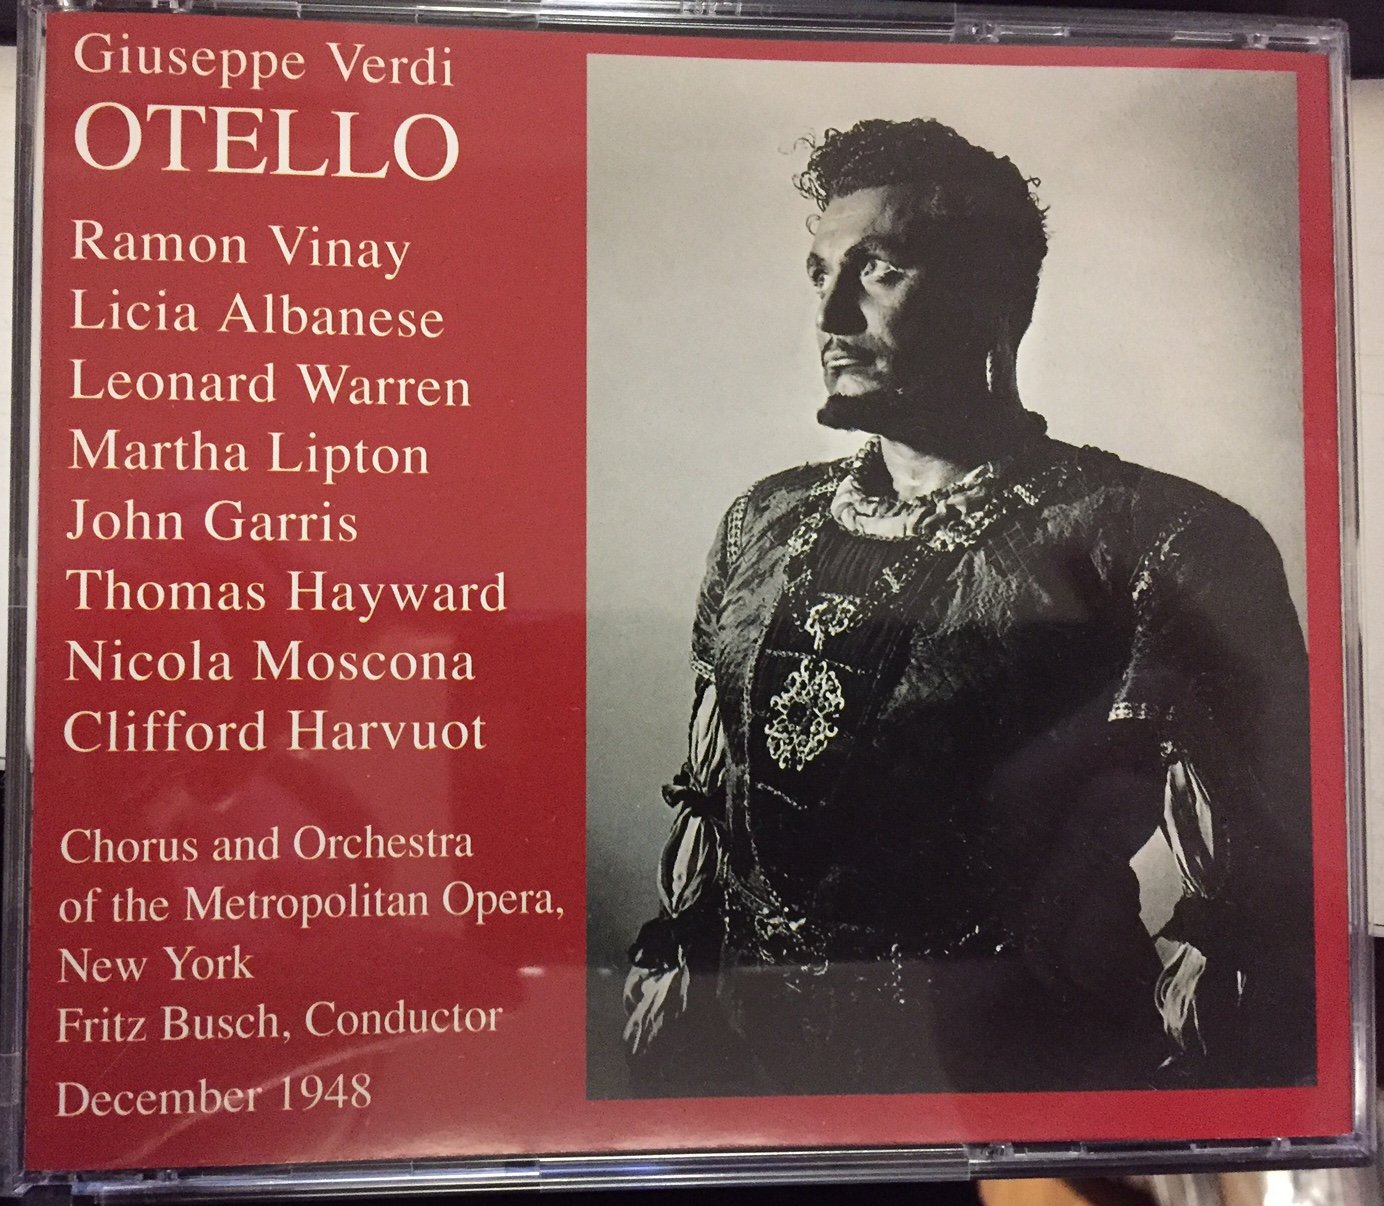 Giuseppe Verdi
OTELLO
Ramon Vinay
Licia Albanese
Leonard Warren
Martha Lipton
John Garris
Thomas Hayward
Nicola Moscona
Clifford Harvuot
Chorus and Orchestra
of the Metropolitan Opera,
New York
Fritz Busch, Conductor
December 1948